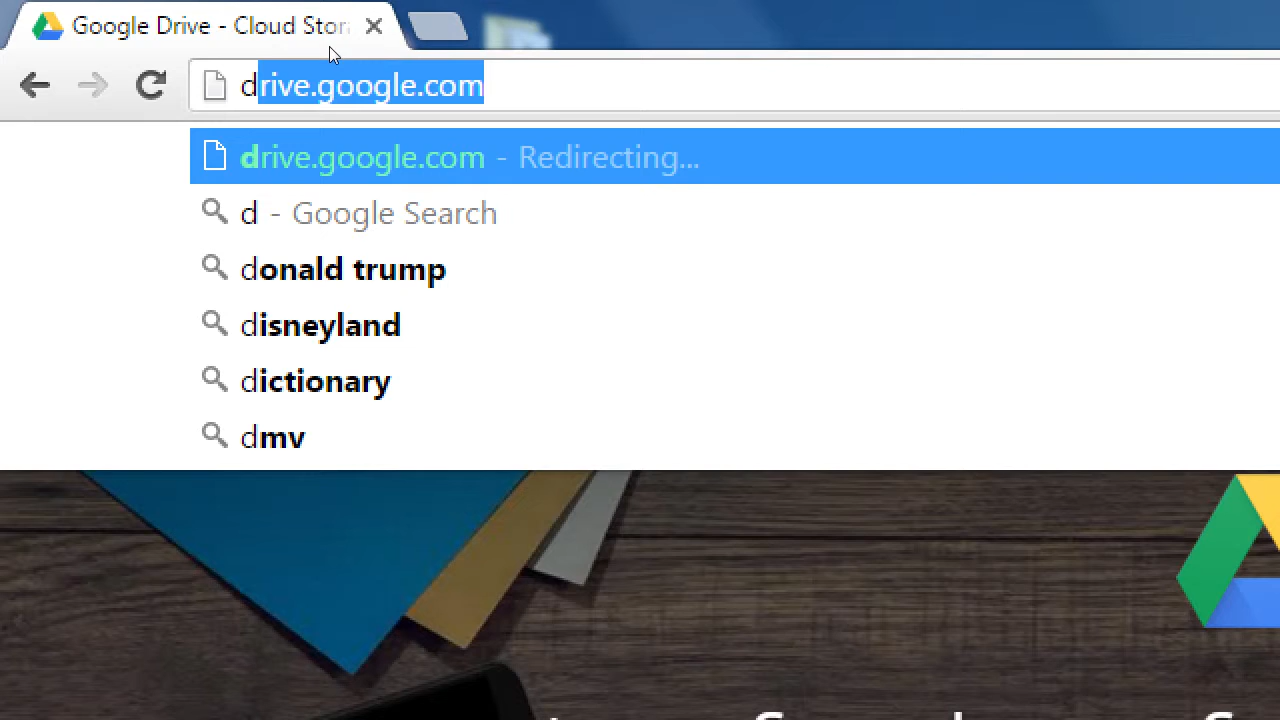 Google Drive - Cloud Stor
drive.google.com
drive.google.com - Redirecting...
d - Google Search
donald trump
disneyland
dictionary
dmv